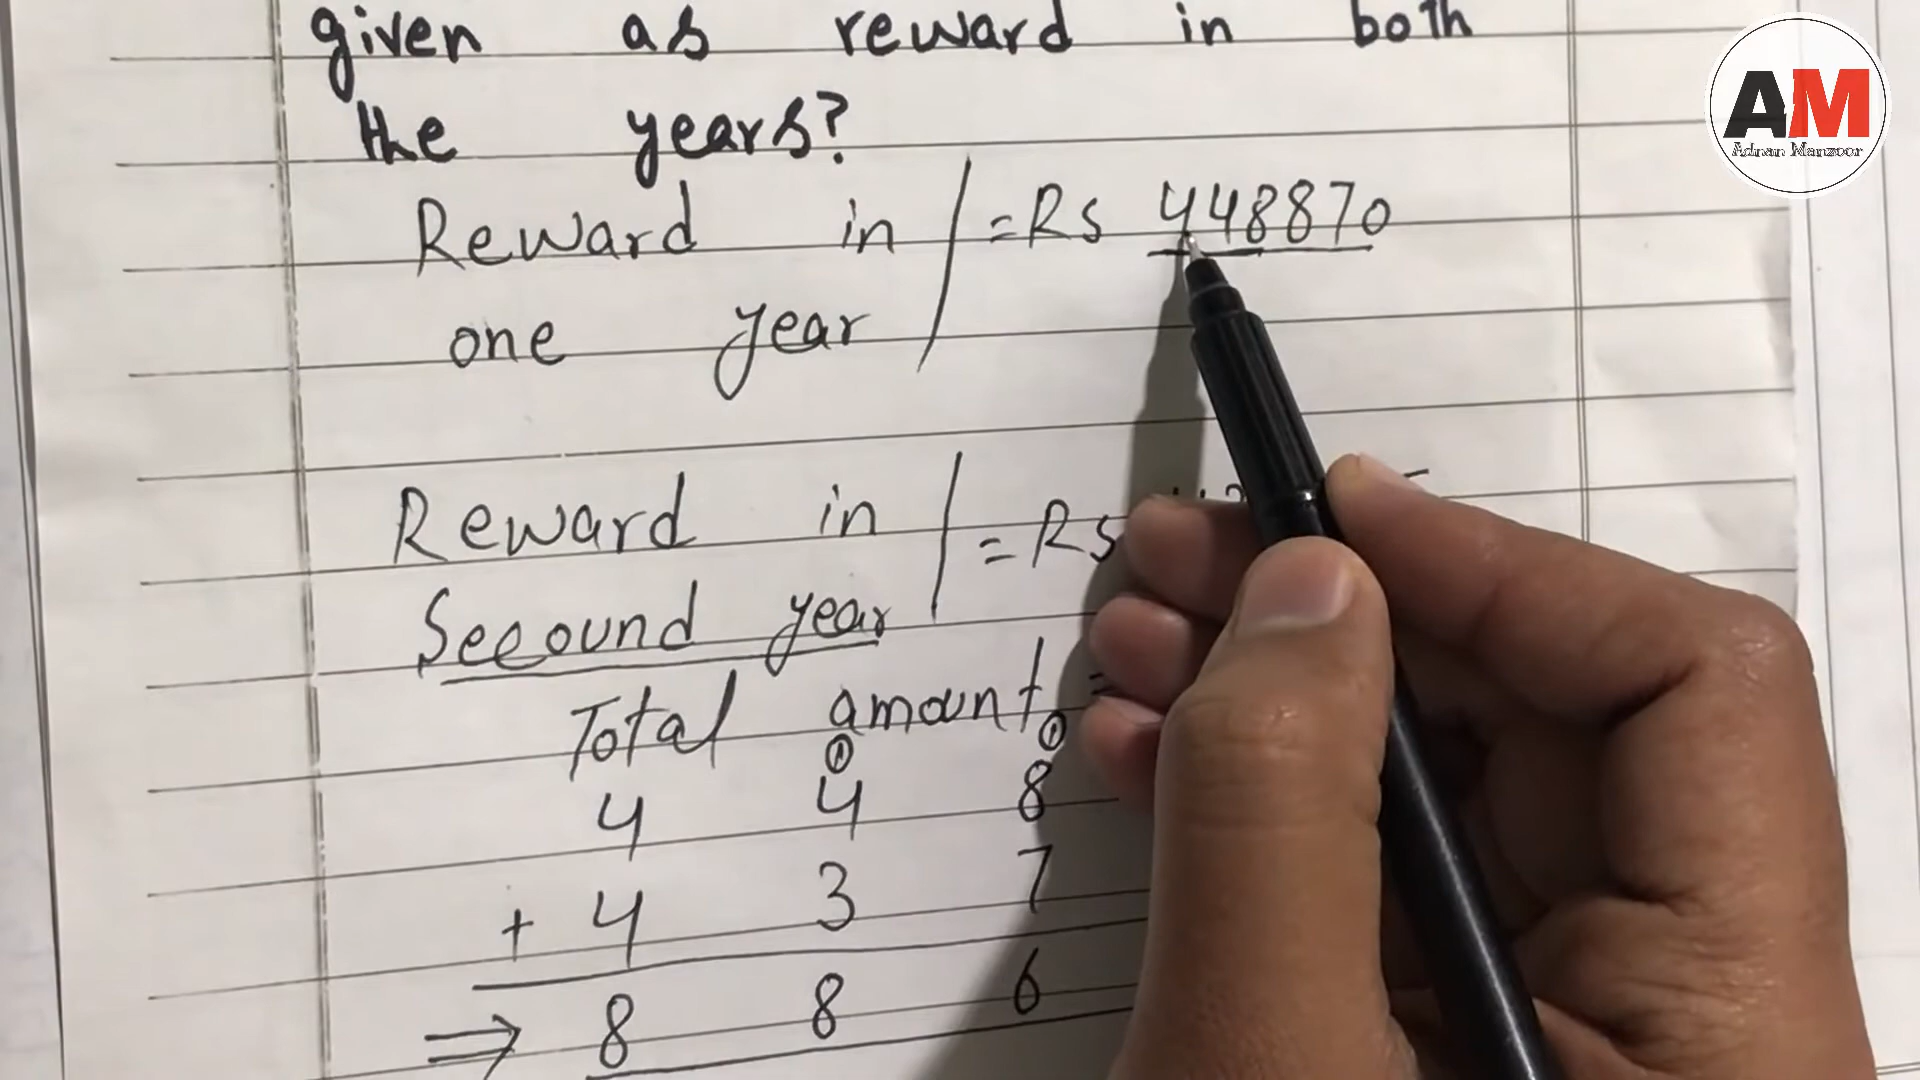 given as reward in both
the years?
Reward in = Rs 448870
one year
Reward in = Rs
Secound year
Total amount =
1 1
4 4 8
+ 4 3 7
⇒ 8 8 6
AM
Adnan Manzoor